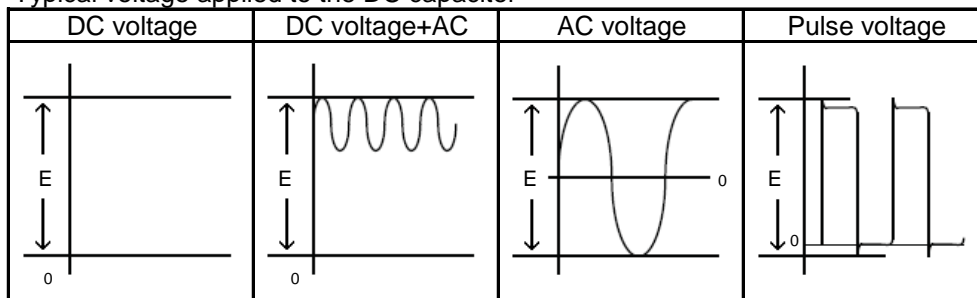 Typical voltage applied to the DC capacitor
DC voltage
DC voltage+AC
AC voltage
Pulse voltage
E
0
E
0
E
0
E
0